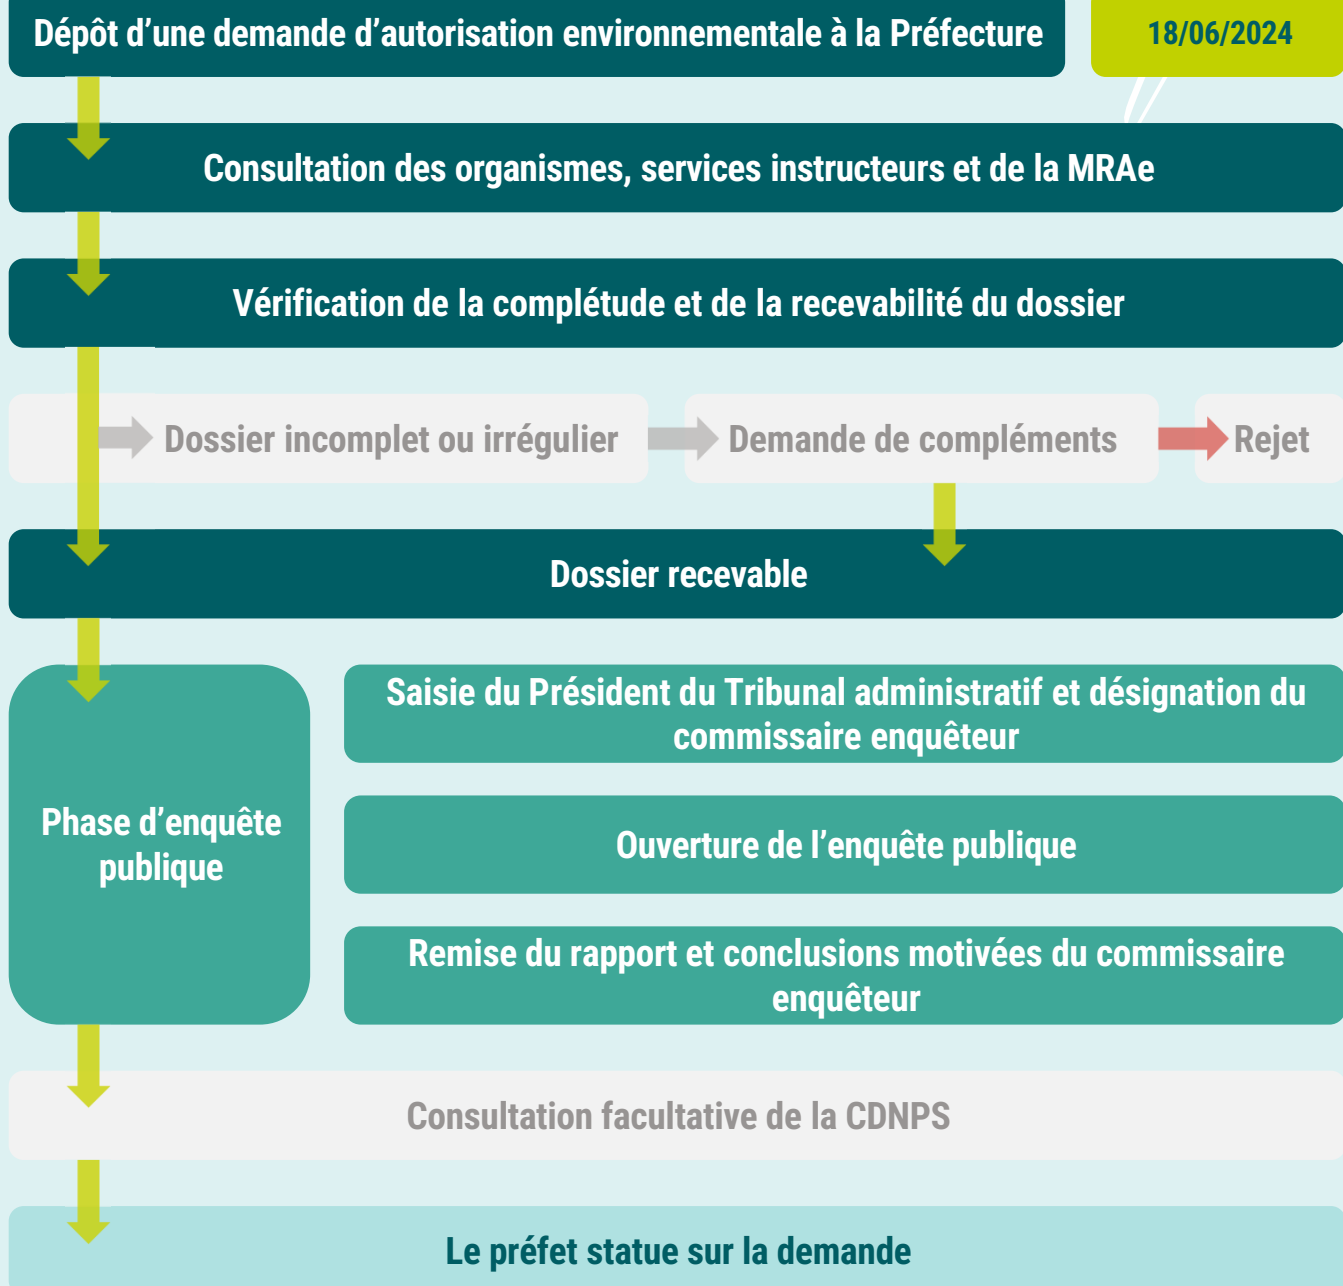 Dépôt d’une demande d’autorisation environnementale à la Préfecture
18/06/2024
Consultation des organismes, services instructeurs et de la MRAe
Vérification de la complétude et de la recevabilité du dossier
Dossier incomplet ou irrégulier
Demande de compléments
Rejet
Dossier recevable
Phase d’enquête
publique
Saisie du Président du Tribunal administratif et désignation du
commissaire enquêteur
Ouverture de l’enquête publique
Remise du rapport et conclusions motivées du commissaire
enquêteur
Consultation facultative de la CDNPS
Le préfet statue sur la demande